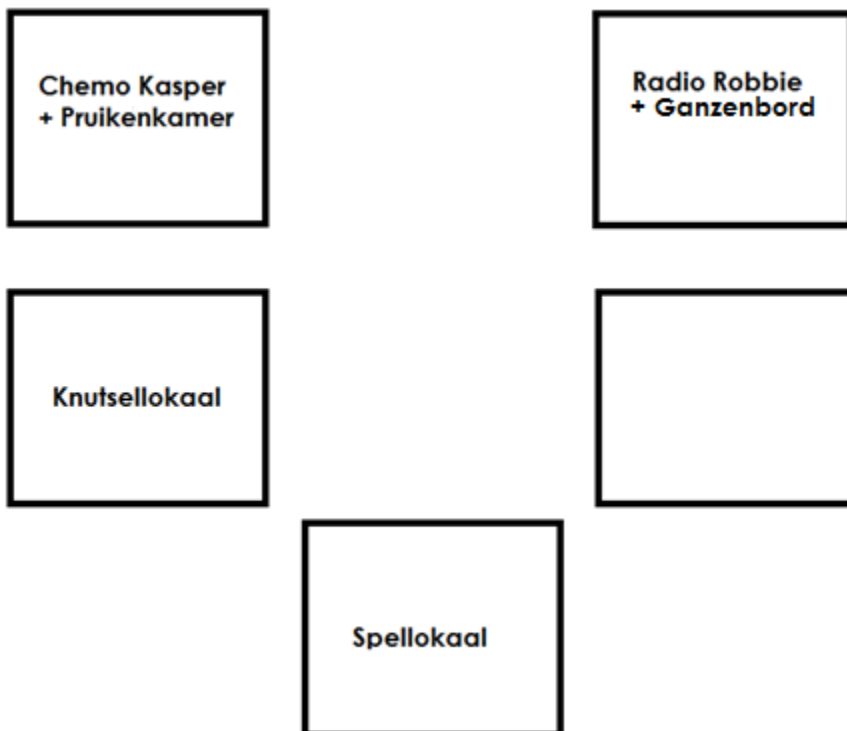 Chemo Kasper
+ Pruikenkamer
Radio Robbie
+ Ganzenbord
Knutsellokaal
Spellokaal